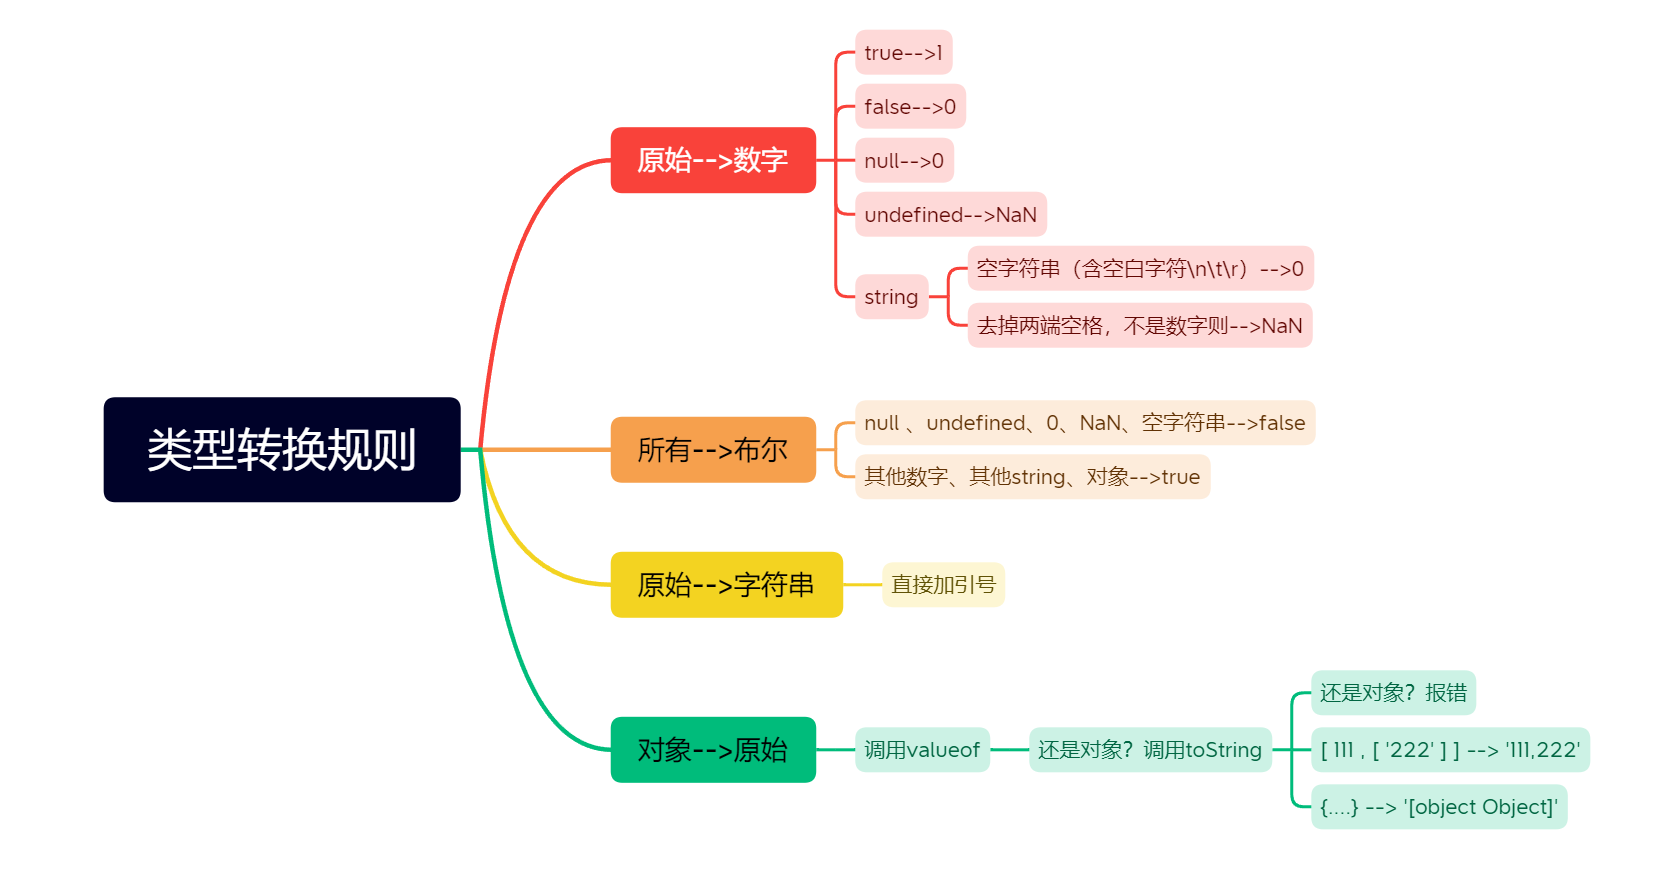 类型转换规则
原始-->数字
true-->1
false-->0
null-->0
undefined-->NaN
string
空字符串（含空白字符\n\t\r）-->0
去掉两端空格，不是数字则-->NaN
所有-->布尔
null 、undefined、0、NaN、空字符串-->false
其他数字、其他string、对象-->true
原始-->字符串
直接加引号
对象-->原始
调用valueof
还是对象？调用toString
还是对象？报错
[ 111 , [ '222' ] ] --> '111,222'
{....} --> '[object Object]'